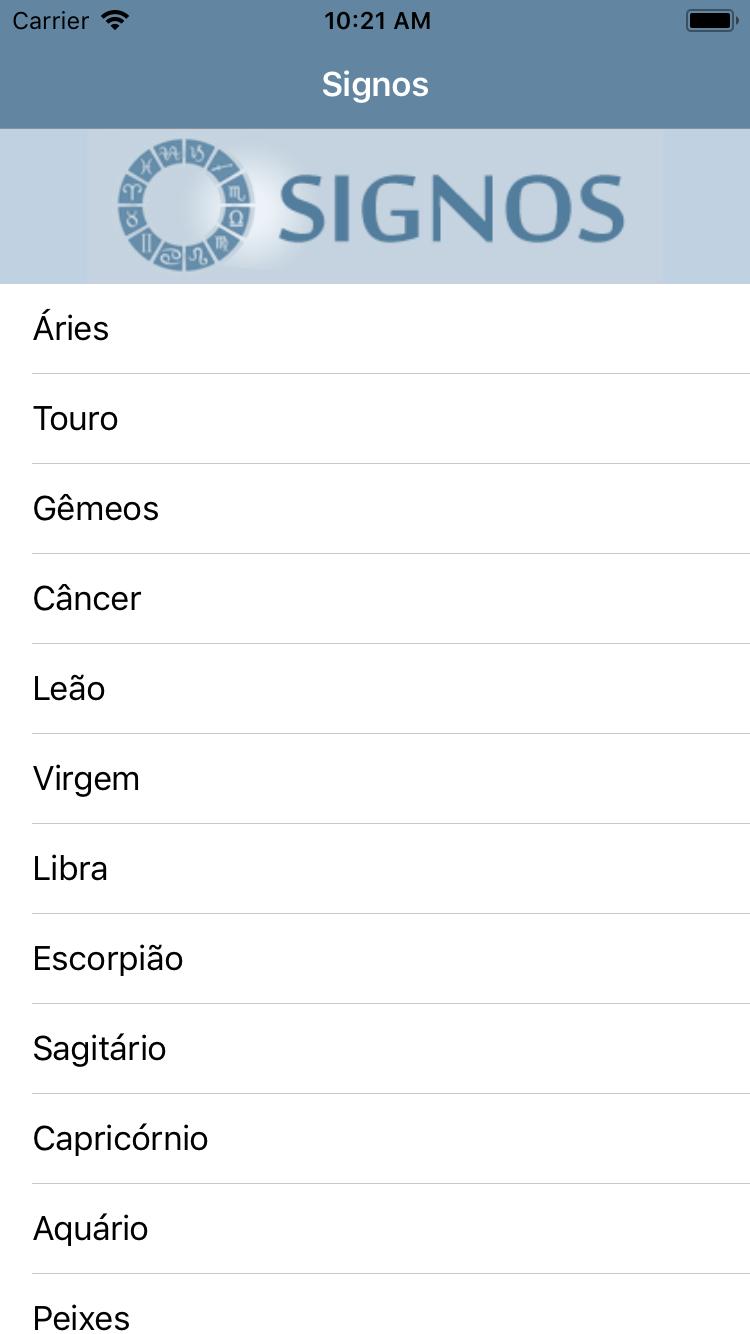 Carrier 10:21 AM
Signos
SIGNOS
Áries
Touro
Gêmeos
Câncer
Leão
Virgem
Libra
Escorpião
Sagitário
Capricórnio
Aquário
Peixes